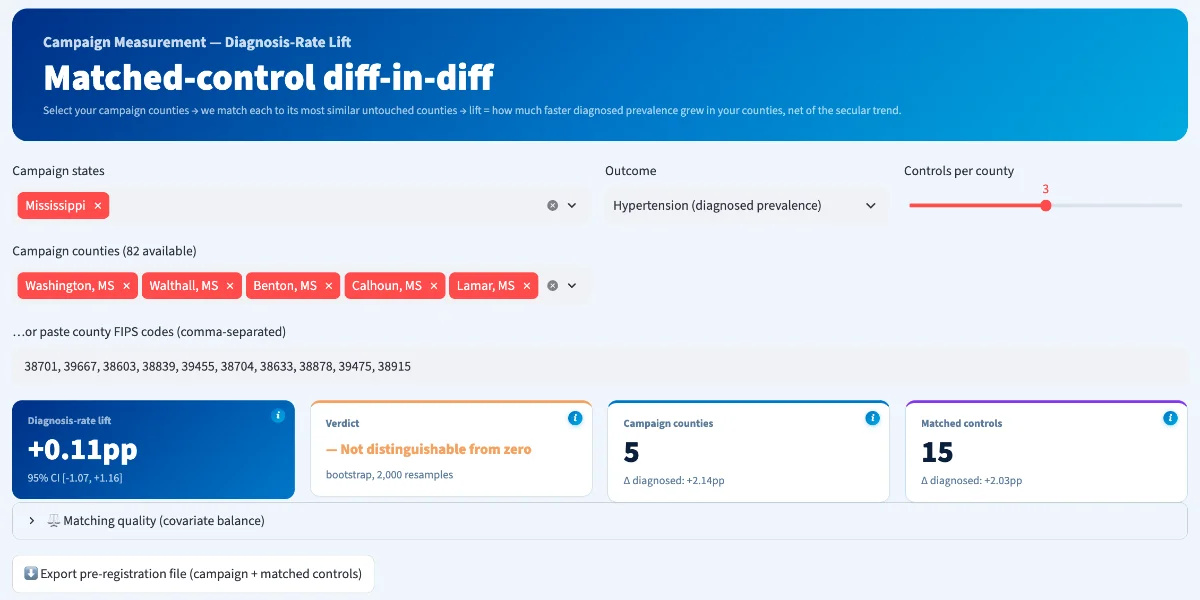 Campaign Measurement — Diagnosis-Rate Lift
Matched-control diff-in-diff
Select your campaign counties → we match each to its most similar untouched counties → lift = how much faster diagnosed prevalence grew in your counties, net of the secular trend.
Campaign states
Outcome
Controls per county
3
Mississippi ×
Hypertension (diagnosed prevalence)
Campaign counties (82 available)
Washington, MS × Walthall, MS × Benton, MS × Calhoun, MS × Lamar, MS ×
…or paste county FIPS codes (comma-separated)
38701, 39667, 38603, 38839, 39455, 38704, 38633, 38878, 39475, 38915
Diagnosis-rate lift
i
+0.11pp
95% CI [-1.07, +1.16]
Verdict
i
— Not distinguishable from zero
bootstrap, 2,000 resamples
Campaign counties
i
5
Δ diagnosed: +2.14pp
Matched controls
i
15
Δ diagnosed: +2.03pp
Matching quality (covariate balance)
Export pre-registration file (campaign + matched controls)